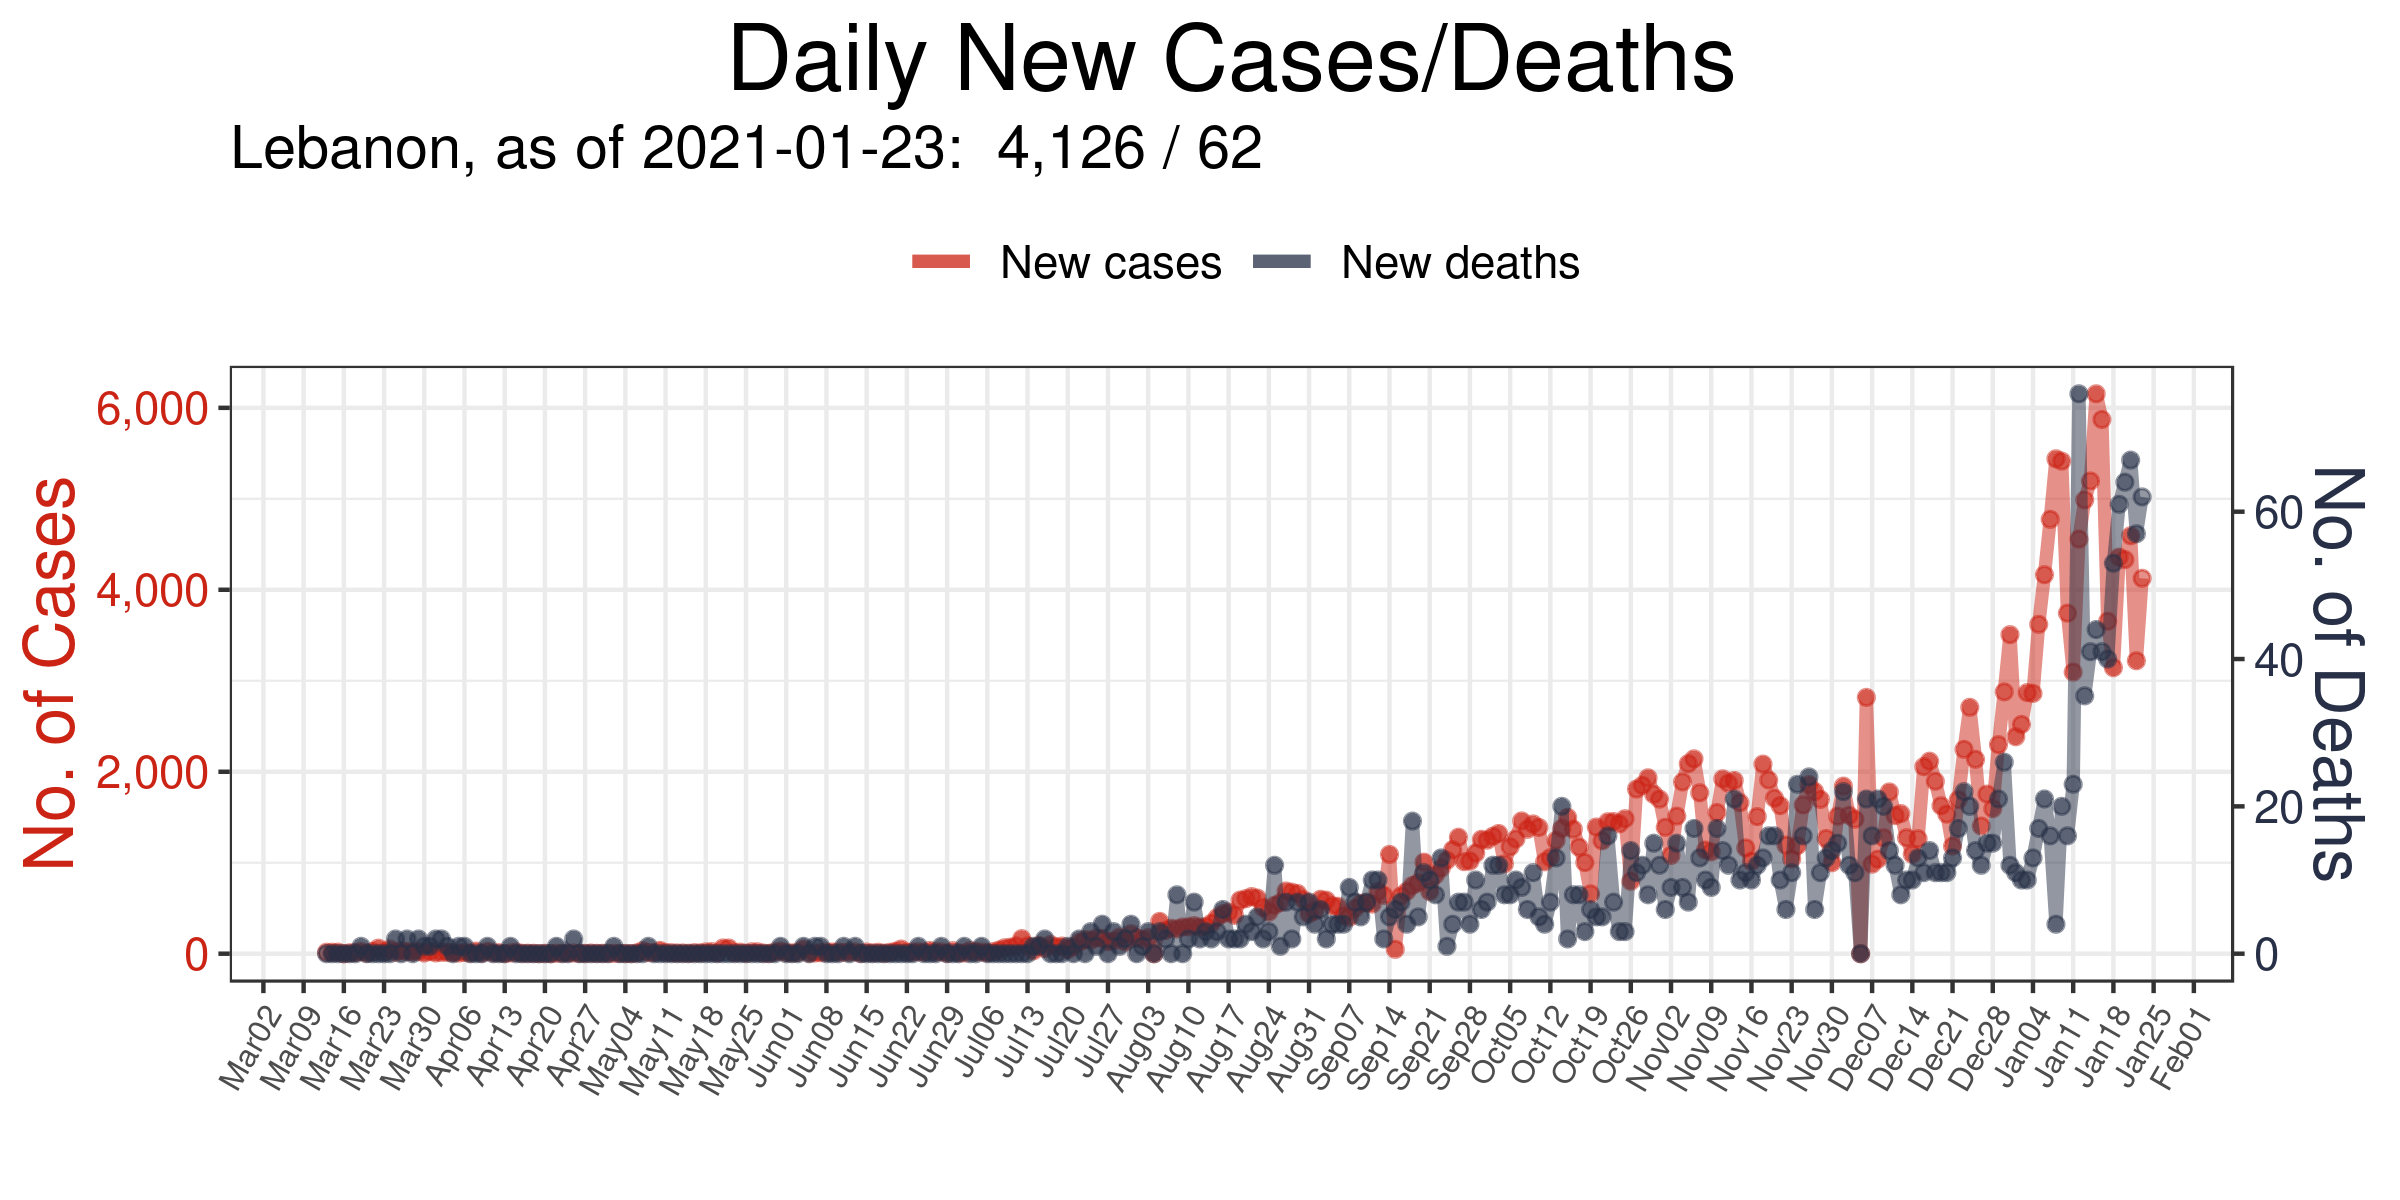 Daily New Cases/Deaths
Lebanon, as of 2021-01-23:  4,126 / 62
New cases New deaths
No. of Cases
6,000
4,000
2,000
0
60
40
20
0
No. of Deaths
Mar02 Mar09 Mar16 Mar23 Mar30 Apr06 Apr13 Apr20 Apr27 May04 May11 May18 May25 Jun01 Jun08 Jun15 Jun22 Jun29 Jul06 Jul13 Jul20 Jul27 Aug03 Aug10 Aug17 Aug24 Aug31 Sep07 Sep14 Sep21 Sep28 Oct05 Oct12 Oct19 Oct26 Nov02 Nov09 Nov16 Nov23 Nov30 Dec07 Dec14 Dec21 Dec28 Jan04 Jan11 Jan18 Jan25 Feb01